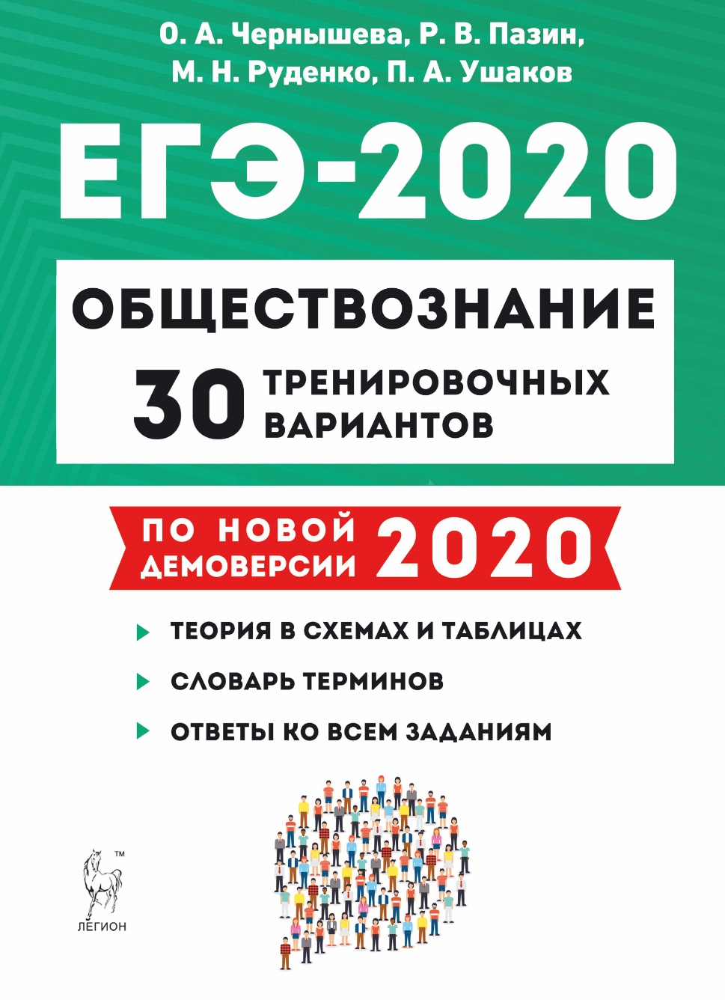 О. А. Чернышева, Р. В. Пазин,
М. Н. Руденко, П. А. Ушаков
ЕГЭ-2020
ОБЩЕСТВОЗНАНИЕ
30 ТРЕНИРОВОЧНЫХ
ВАРИАНТОВ
ПО НОВОЙ
ДЕМОВЕРСИИ 2020
ТЕОРИЯ В СХЕМАХ И ТАБЛИЦАХ
СЛОВАРЬ ТЕРМИНОВ
ОТВЕТЫ КО ВСЕМ ЗАДАНИЯМ
TM
ЛЕГИОН